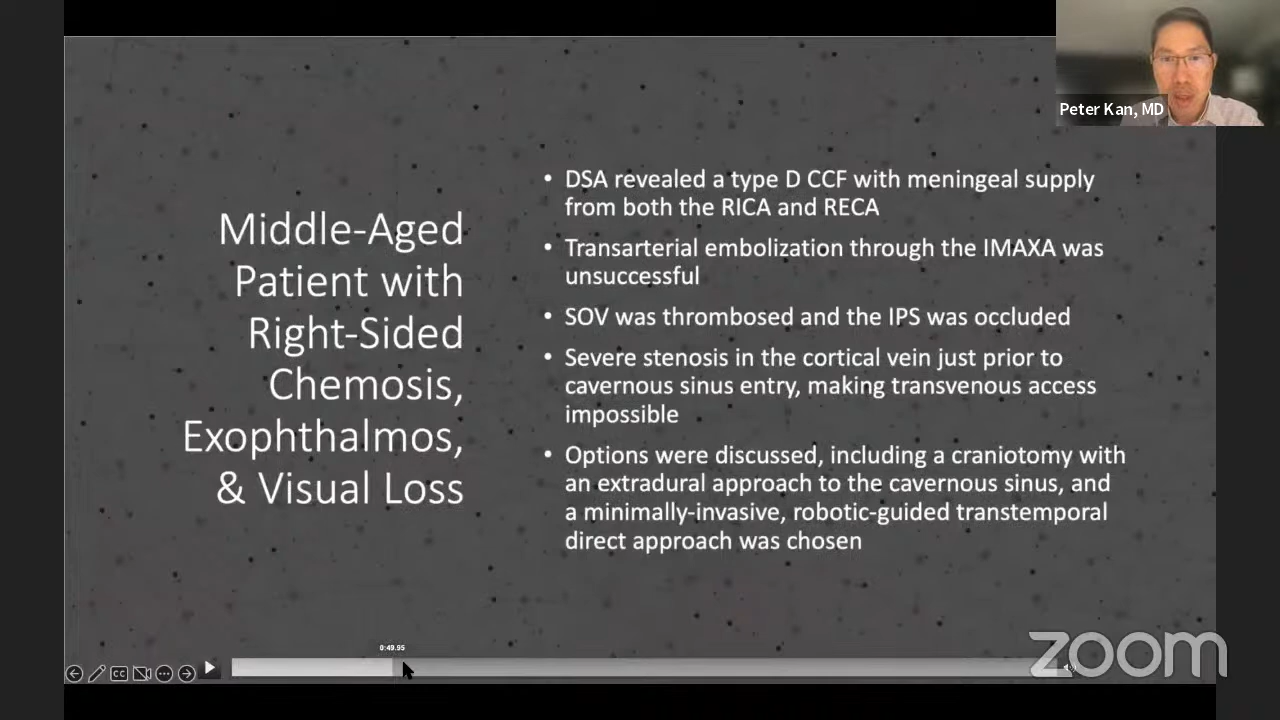 Peter Kan, MD
Middle-Aged
Patient with
Right-Sided
Chemosis,
Exophthalmos,
& Visual Loss
• DSA revealed a type D CCF with meningeal supply
from both the RICA and RECA
• Transarterial embolization through the IMAXA was
unsuccessful
• SOV was thrombosed and the IPS was occluded
• Severe stenosis in the cortical vein just prior to
cavernous sinus entry, making transvenous access
impossible
• Options were discussed, including a craniotomy with
an extradural approach to the cavernous sinus, and
a minimally-invasive, robotic-guided transtemporal
direct approach was chosen
0:49.95
CC
zoom